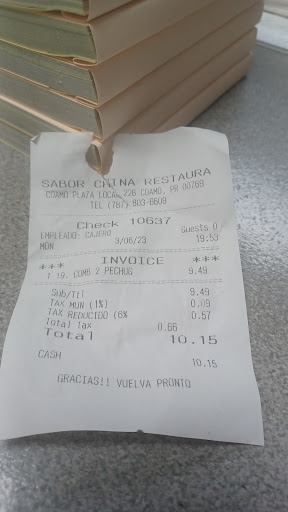 SABOR CHINA RESTAURA
COAMO PLAZA LOCAL 226 COAMO, PR 00769
TEL (787) 803-6609
Check 10637
EMPLEADO: CAJERO Guests 0
MON 3/06/23 19:53
*** INVOICE ***
1 19. COMB 2 PECHUG 9.49
Sub/Ttl 9.49
TAX MUN (1%) 0.09
TAX REDUCIDO (6% 0.57
Total Tax 0.66
Total 10.15
CASH 10.15
GRACIAS!! VUELVA PRONTO